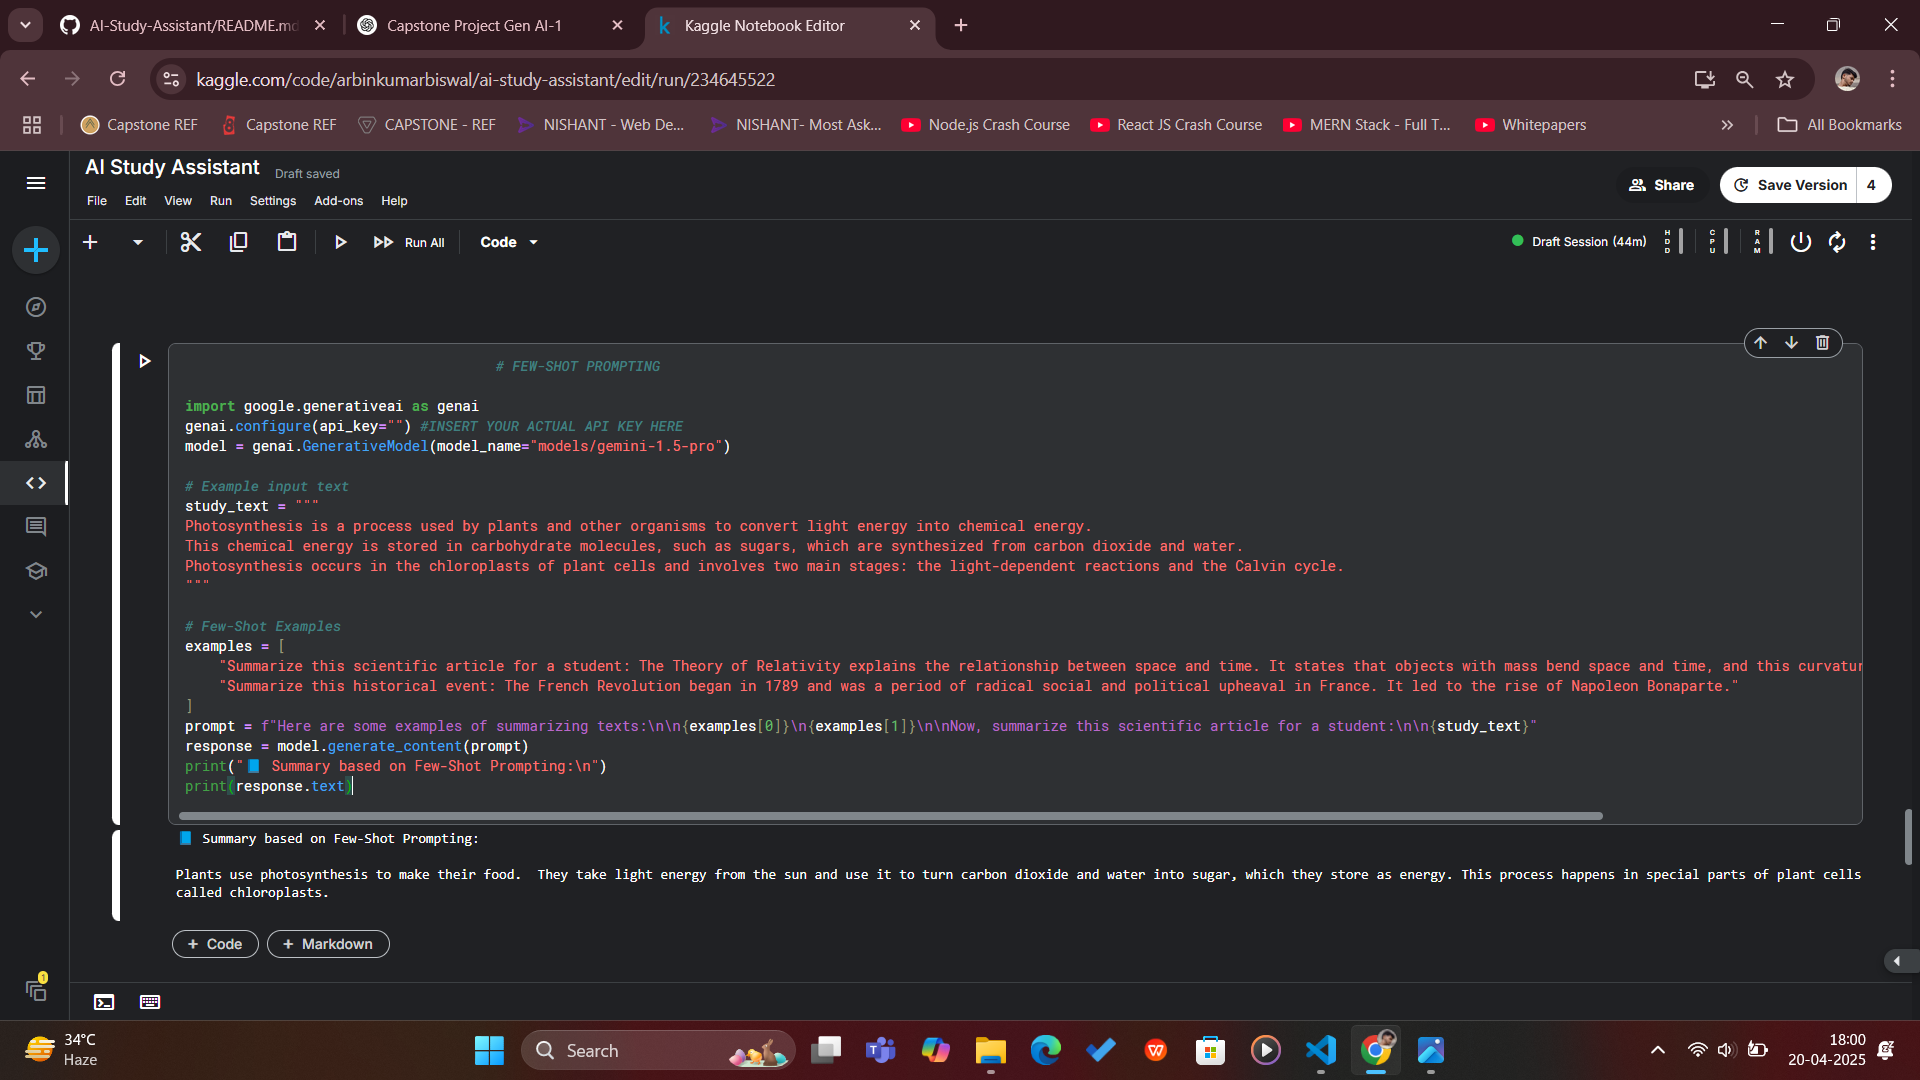 AI-Study-Assistant/README.md
Capstone Project Gen AI-1
Kaggle Notebook Editor
kaggle.com/code/arbinkumarbiswal/ai-study-assistant/edit/run/234645522
Capstone REF
Capstone REF
CAPSTONE - REF
NISHANT - Web De...
NISHANT- Most Ask...
Node.js Crash Course
React JS Crash Course
MERN Stack - Full T...
Whitepapers
All Bookmarks
AI Study Assistant
Draft saved
Share
Save Version
4
File Edit View Run Settings Add-ons Help
Run All
Code
Draft Session (44m)
HDD
CPU
RAM
# FEW-SHOT PROMPTING
import google.generativeai as genai
genai.configure(api_key="") #INSERT YOUR ACTUAL API KEY HERE
model = genai.GenerativeModel(model_name="models/gemini-1.5-pro")
# Example input text
study_text = """
Photosynthesis is a process used by plants and other organisms to convert light energy into chemical energy.
This chemical energy is stored in carbohydrate molecules, such as sugars, which are synthesized from carbon dioxide and water.
Photosynthesis occurs in the chloroplasts of plant cells and involves two main stages: the light-dependent reactions and the Calvin cycle.
"""
# Few-Shot Examples
examples = [
"Summarize this scientific article for a student: The Theory of Relativity explains the relationship between space and time. It states that objects with mass bend space and time, and this curvatur
"Summarize this historical event: The French Revolution began in 1789 and was a period of radical social and political upheaval in France. It led to the rise of Napoleon Bonaparte."
]
prompt = f"Here are some examples of summarizing texts:\n\n{examples[0]}\n{examples[1]}\n\nNow, summarize this scientific article for a student:\n\n{study_text}"
response = model.generate_content(prompt)
print("📘 Summary based on Few-Shot Prompting:\n")
print(response.text)
📘 Summary based on Few-Shot Prompting:
Plants use photosynthesis to make their food.  They take light energy from the sun and use it to turn carbon dioxide and water into sugar, which they store as energy. This process happens in special parts of plant cells
called chloroplasts.
+ Code
+ Markdown
1
34°C
Haze
Search
18:00
20-04-2025